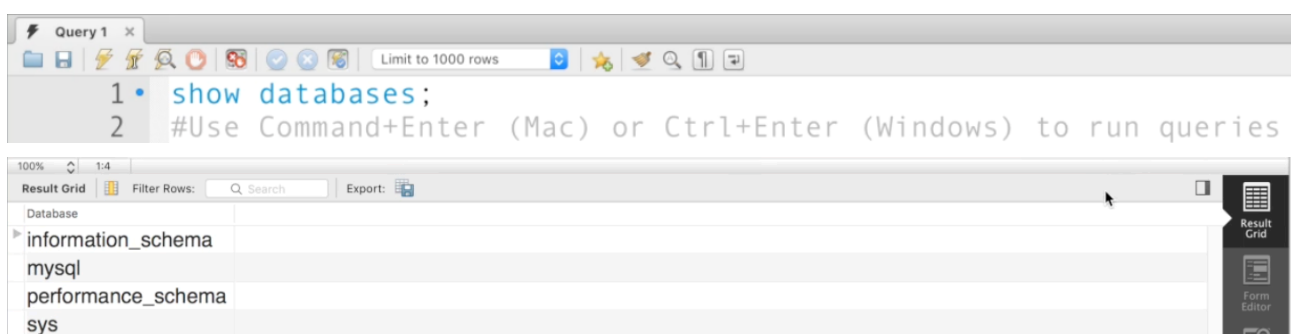 Query 1
Limit to 1000 rows
1 show databases;
2 #Use Command+Enter (Mac) or Ctrl+Enter (Windows) to run queries
100% 1:4
Result Grid Filter Rows: Search Export:
Database
information_schema
mysql
performance_schema
sys
Result
Grid
Form
Editor